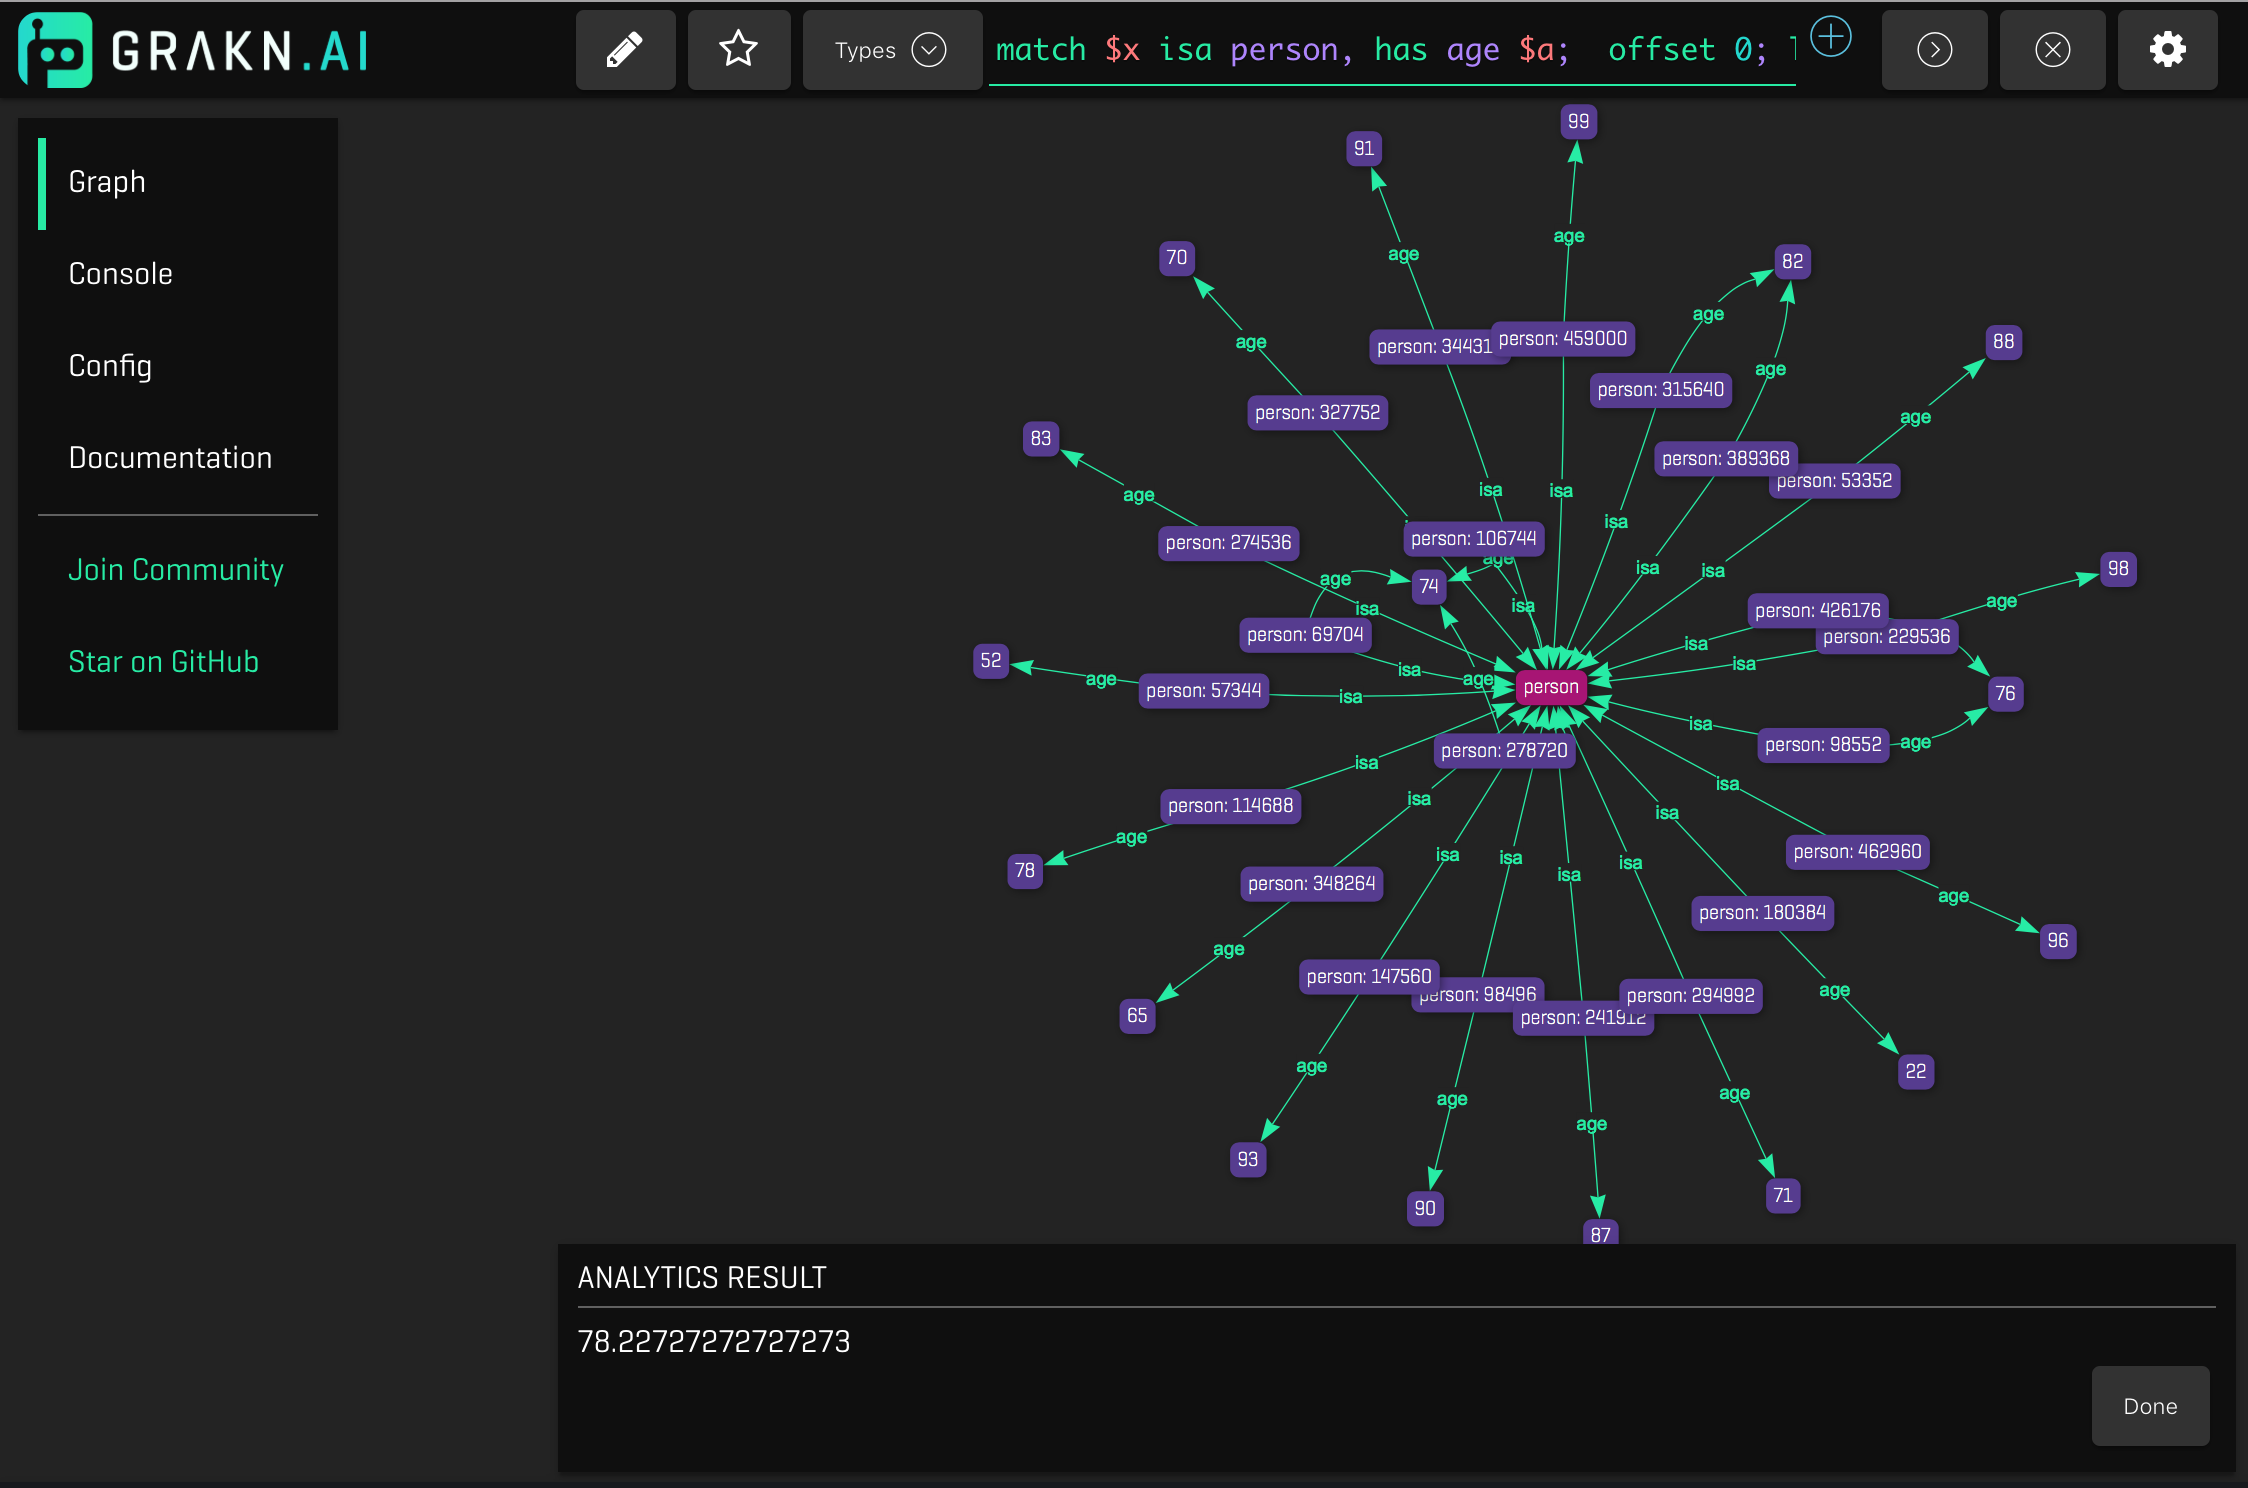 GRAKN.AI
Types
match $x isa person, has age $a; offset 0;
Graph
Console
Config
Documentation
Join Community
Star on GitHub
99
91
age
70
age
82
age
88
age
person: 459000
person: 34431
age
age
person: 315640
person: 327752
age
83
person: 389368
person: 53352
isa
isa
age
isa
person: 106744
person: 274536
age
isa
isa
98
age
74
isa
isa
age
person: 426176
person: 69704
person: 229536
isa
52
isa
isa
age
age
person
person: 57344
isa
76
isa
person: 98552
age
person: 278720
isa
isa
isa
person: 114688
isa
age
person: 462960
isa
isa
isa
isa
78
person: 348264
age
person: 180384
96
age
person: 147560
person: 98496
person: 294992
age
65
person: 241912
age
22
age
age
age
93
71
90
87
ANALYTICS RESULT
78.22727272727273
Done